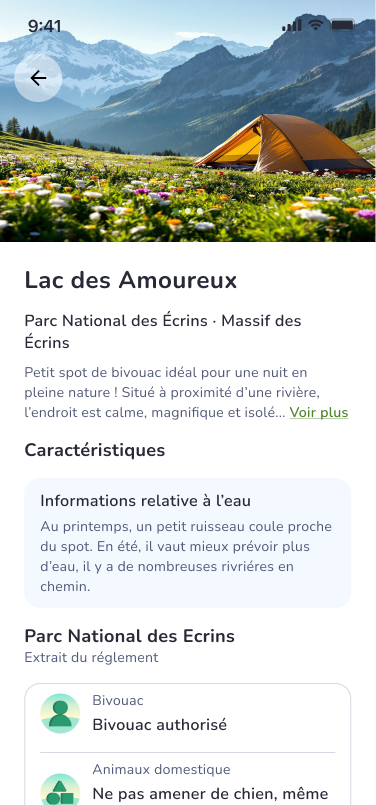 9:41
Lac des Amoureux
Parc National des Écrins · Massif des
Écrins
Petit spot de bivouac idéal pour une nuit en
pleine nature ! Situé à proximité d’une rivière,
l’endroit est calme, magnifique et isolé... Voir plus
Caractéristiques
Informations relative à l’eau
Au printemps, un petit ruisseau coule proche
du spot. En été, il vaut mieux prévoir plus
d’eau, il y a de nombreuses rivriéres en
chemin.
Parc National des Ecrins
Extrait du réglement
Bivouac
Bivouac authorisé
Animaux domestique
Ne pas amener de chien, même